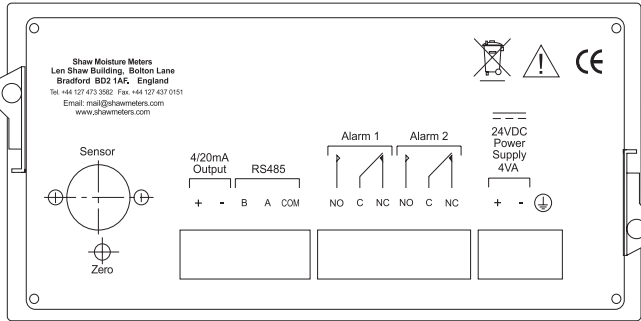 Shaw Moisture Meters
Len Shaw Building, Bolton Lane
Bradford BD2 1AF. England
Tel. +44 127 473 3582 Fax. +44 127 437 0151
Email: mail@shawmeters.com
www.shawmeters.com
CE
Sensor
Zero
4/20mA
Output
RS485
+ - B A COM
Alarm 1
Alarm 2
NO C NC NO C NC
24VDC
Power
Supply
4VA
+ -